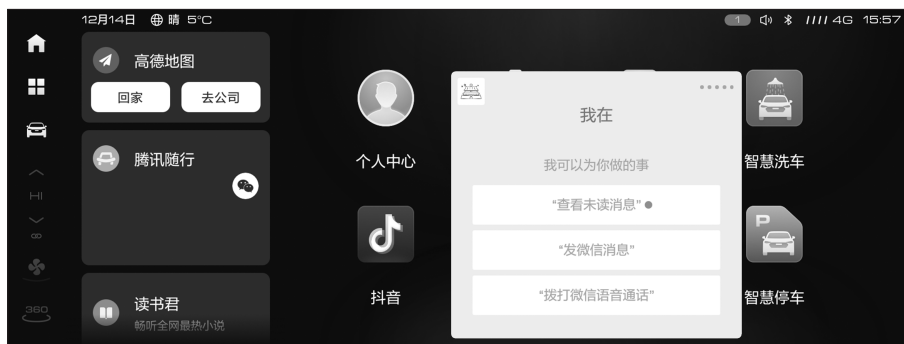 12月14日 晴 5°C
1 4G 15:57
高德地图
回家 去公司
腾讯随行
读书君
畅听全网最热小说
HI
360
个人中心
抖音
我在
我可以为你做的事
“查看未读消息”
“发微信消息”
“拨打微信语音通话”
智慧洗车
P
智慧停车